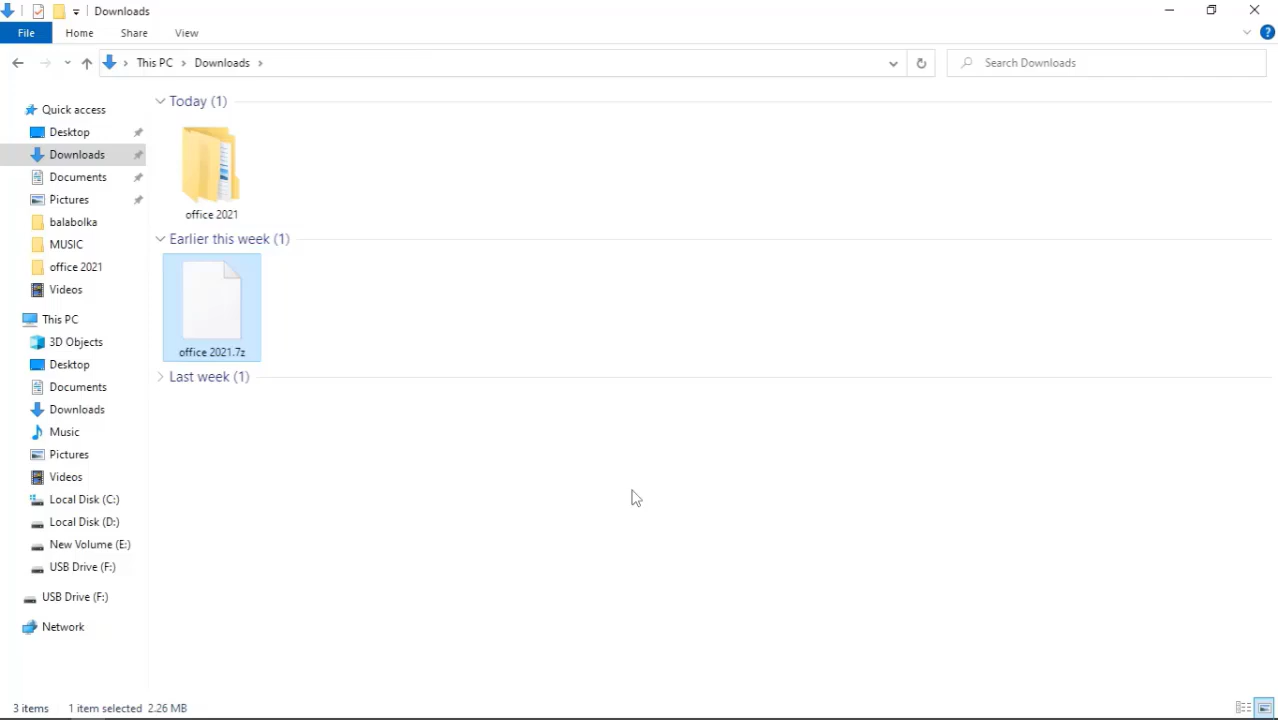 Downloads
File Home Share View
This PC Downloads
Search Downloads
Quick access
Desktop
Downloads
Documents
Pictures
balabolka
MUSIC
office 2021
Videos
This PC
3D Objects
Desktop
Documents
Downloads
Music
Pictures
Videos
Local Disk (C:)
Local Disk (D:)
New Volume (E:)
USB Drive (F:)
USB Drive (F:)
Network
Today (1)
office 2021
Earlier this week (1)
office 2021.7z
Last week (1)
3 items 1 item selected 2.26 MB